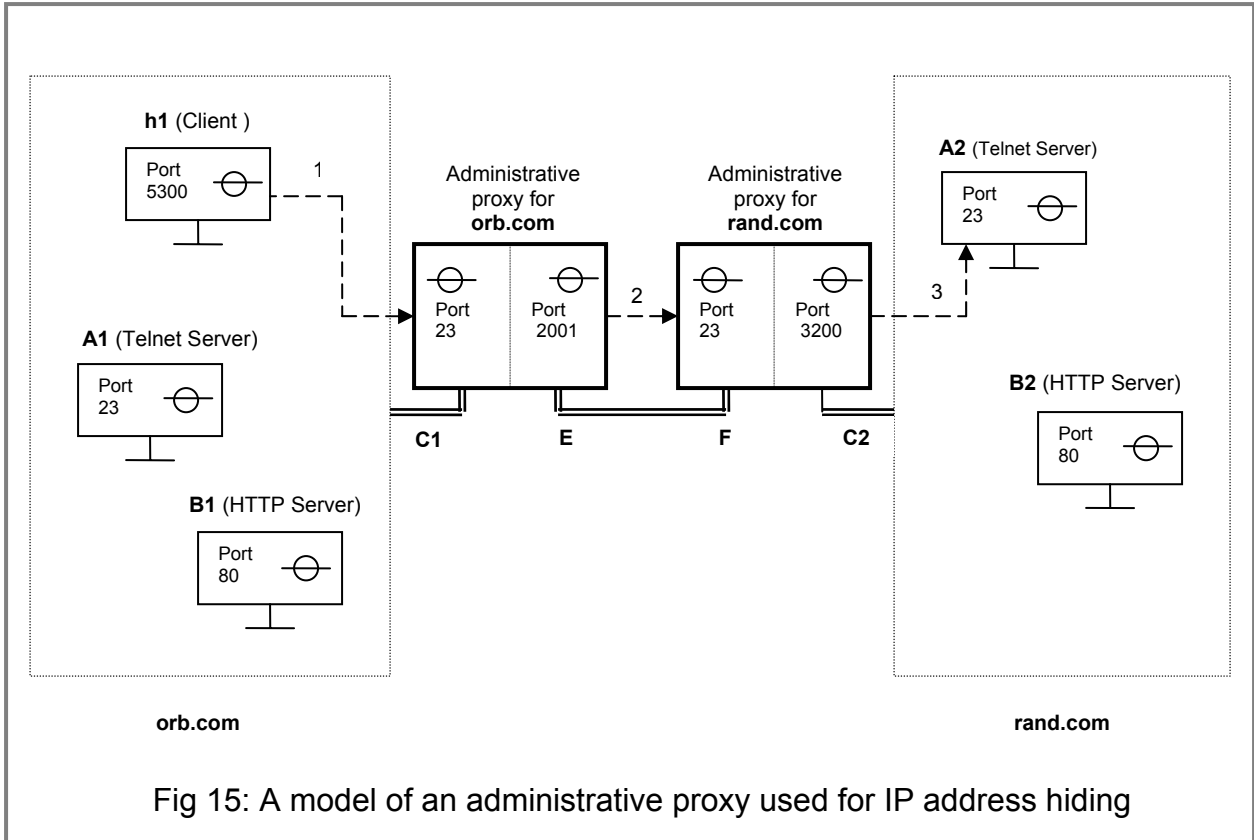 h1 (Client )
Port
5300
1
A1 (Telnet Server)
Port
23
B1 (HTTP Server)
Port
80
orb.com
Administrative
proxy for
orb.com
Port
23
Port
2001
2
Administrative
proxy for
rand.com
Port
23
Port
3200
3
C1
E
F
C2
A2 (Telnet Server)
Port
23
B2 (HTTP Server)
Port
80
rand.com
Fig 15: A model of an administrative proxy used for IP address hiding